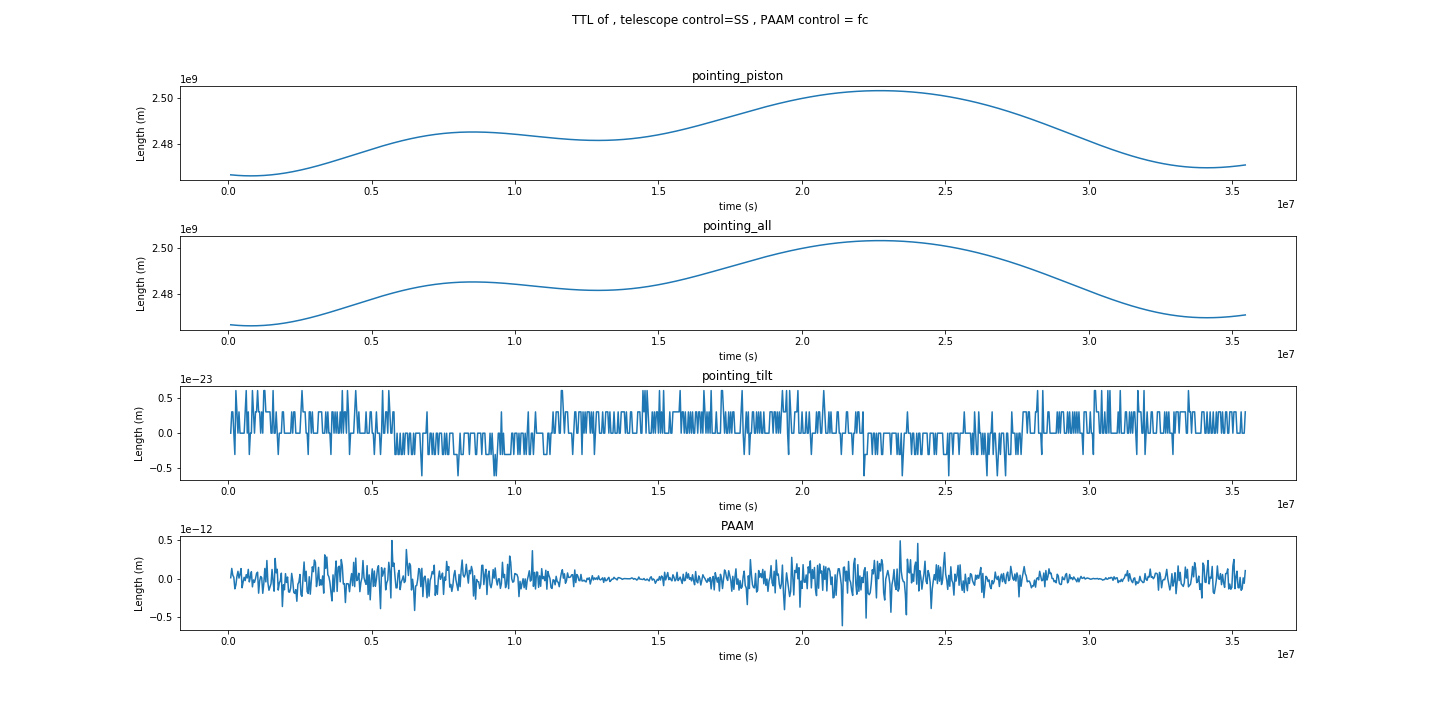 TTL of , telescope control=SS , PAAM control = fc
pointing_piston
1e9
2.50
2.48
Length (m)
0.0 0.5 1.0 1.5 2.0 2.5 3.0 3.5
time (s)
1e7
pointing_all
1e9
2.50
2.48
Length (m)
0.0 0.5 1.0 1.5 2.0 2.5 3.0 3.5
time (s)
1e7
pointing_tilt
1e−23
0.5
0.0
−0.5
Length (m)
0.0 0.5 1.0 1.5 2.0 2.5 3.0 3.5
time (s)
1e7
PAAM
1e−12
0.5
0.0
−0.5
Length (m)
0.0 0.5 1.0 1.5 2.0 2.5 3.0 3.5
time (s)
1e7